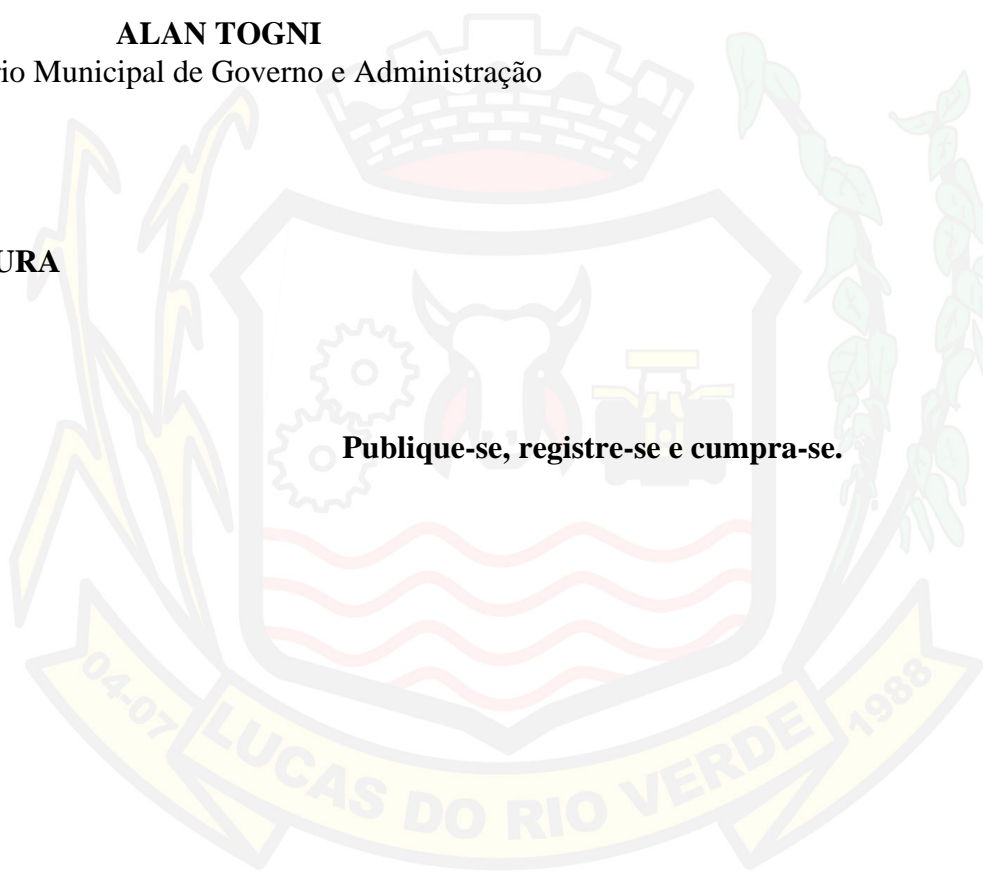 ALAN TOGNI
rio Municipal de Governo e Administração
URA
Publique-se, registre-se e cumpra-se.
04-07 LUCAS DO RIO VERDE 1988